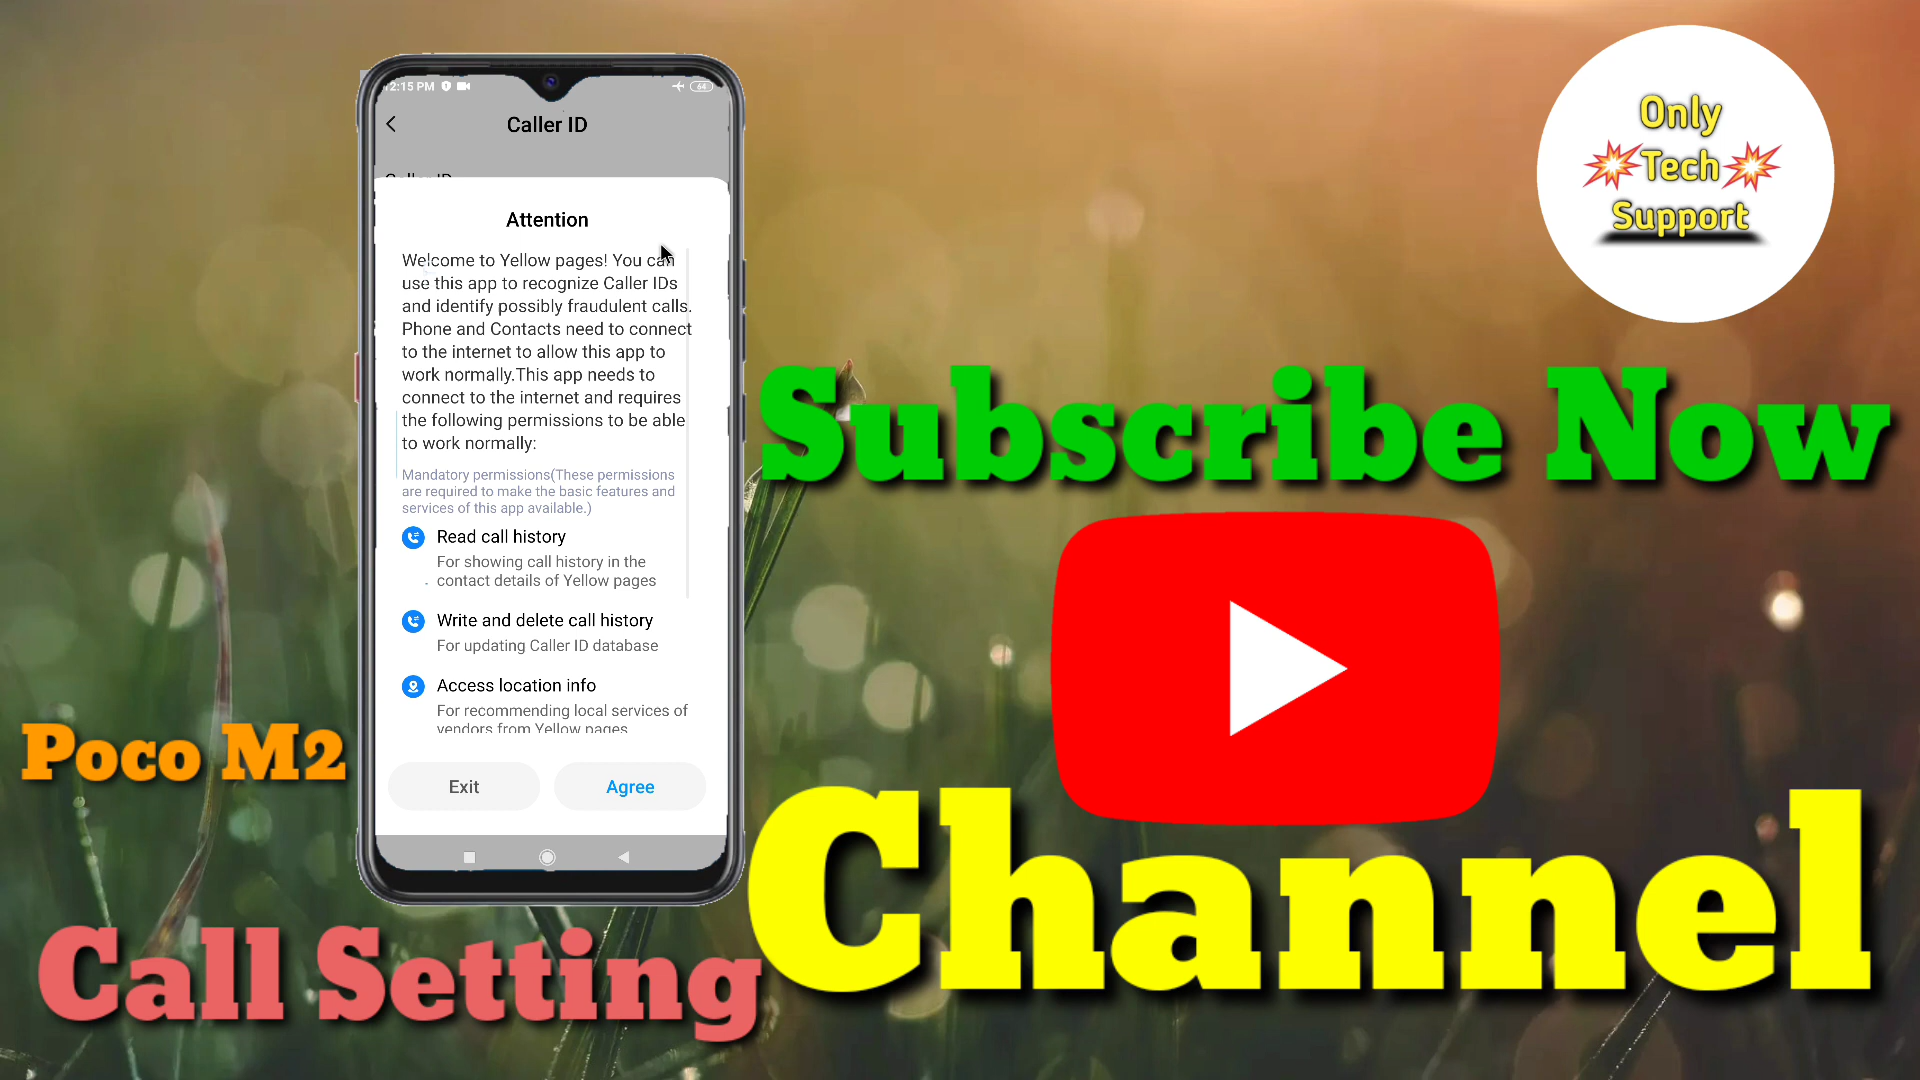 2:15 PM
64
Caller ID
Attention
Welcome to Yellow pages! You can
use this app to recognize Caller IDs
and identify possibly fraudulent calls.
Phone and Contacts need to connect
to the internet to allow this app to
work normally.This app needs to
connect to the internet and requires
the following permissions to be able
to work normally:
Mandatory permissions(These permissions
are required to make the basic features and
services of this app available.)
Read call history
For showing call history in the
contact details of Yellow pages
Write and delete call history
For updating Caller ID database
Access location info
For recommending local services of
vendors from Yellow pages
Exit
Agree
Poco M2
Call Setting
Only
Tech
Support
Subscribe Now
Channel